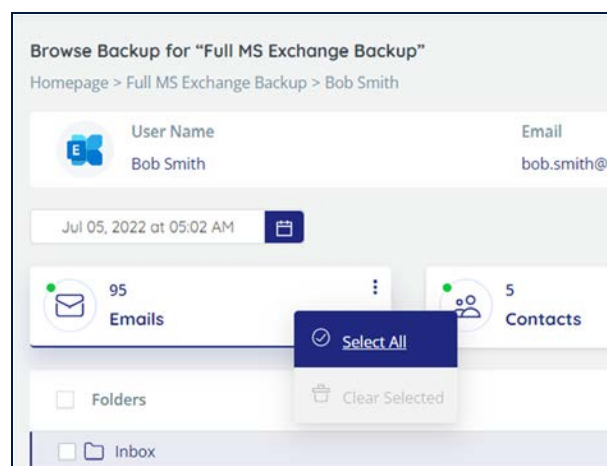 Browse Backup for “Full MS Exchange Backup”
Homepage > Full MS Exchange Backup > Bob Smith
User Name Email
E Bob Smith bob.smith@
Jul 05, 2022 at 05:02 AM
95 5
Emails Contacts
Select All
Folders Clear Selected
Inbox